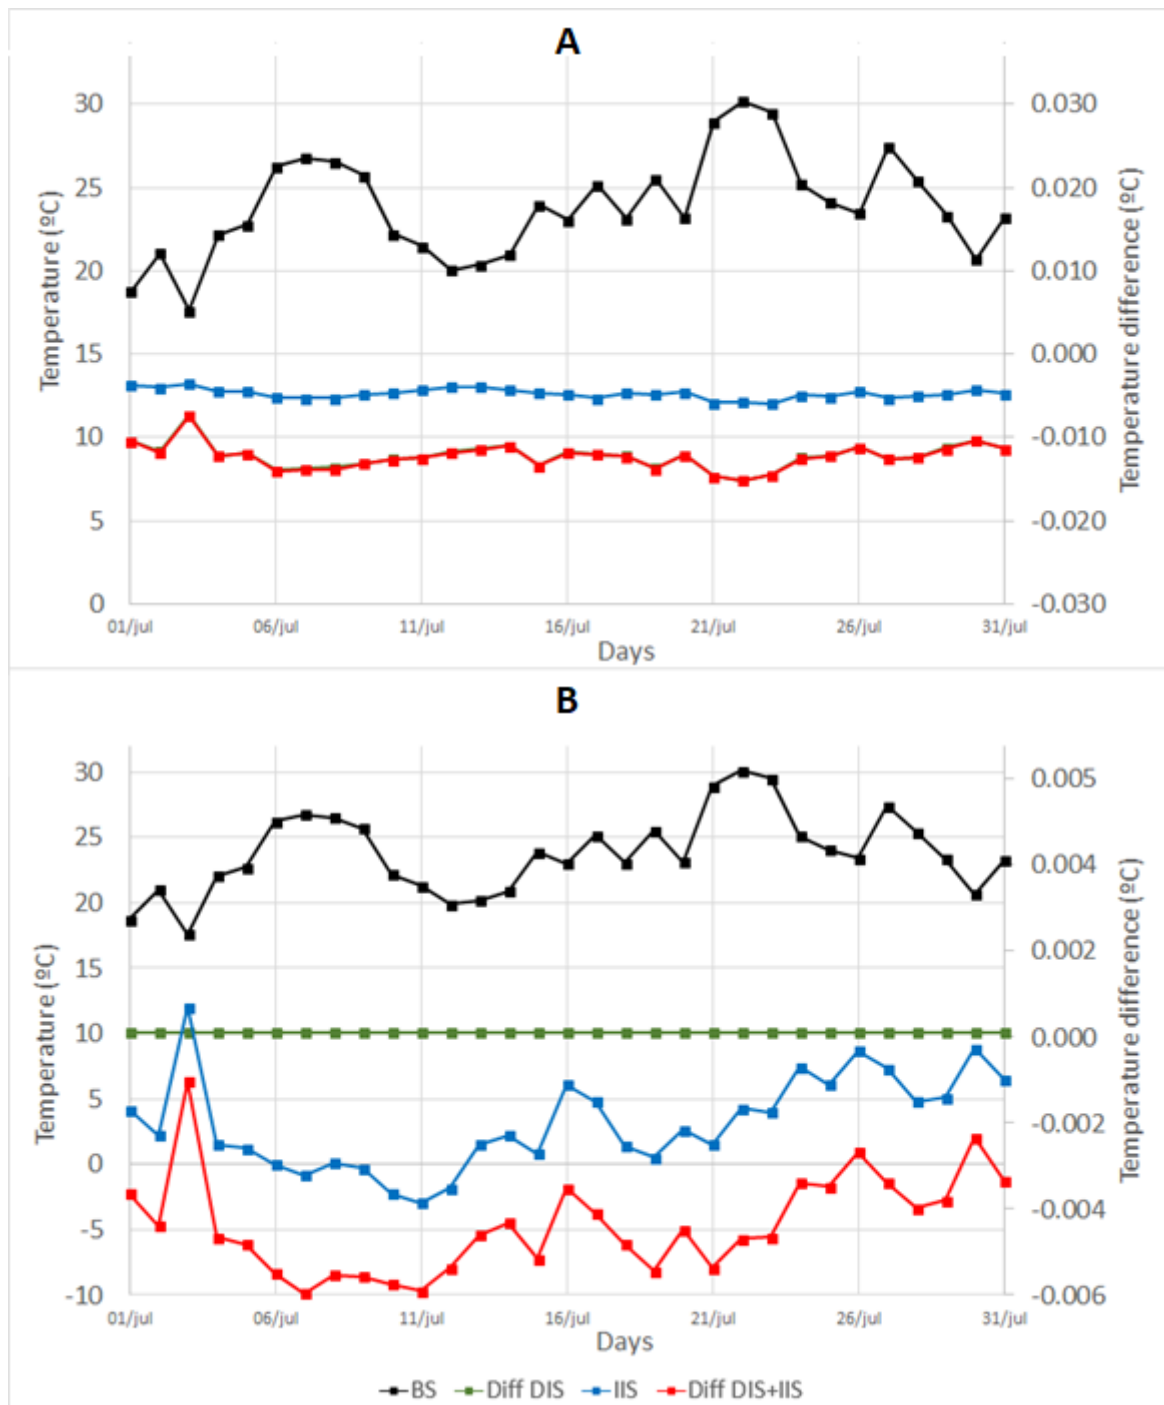 A
30
25
20
15
10
5
0
Temperature (ºC)
0.030
0.020
0.010
0.000
-0.010
-0.020
-0.030
Temperature difference (ºC)
01/jul 06/jul 11/jul 16/jul 21/jul 26/jul 31/jul
Days
B
30
25
20
15
10
5
0
-5
-10
Temperature (ºC)
0.005
0.004
0.002
0.000
-0.002
-0.004
-0.006
Temperature difference (ºC)
01/jul 06/jul 11/jul 16/jul 21/jul 26/jul 31/jul
Days
BS Diff DIS IIS Diff DIS+IIS